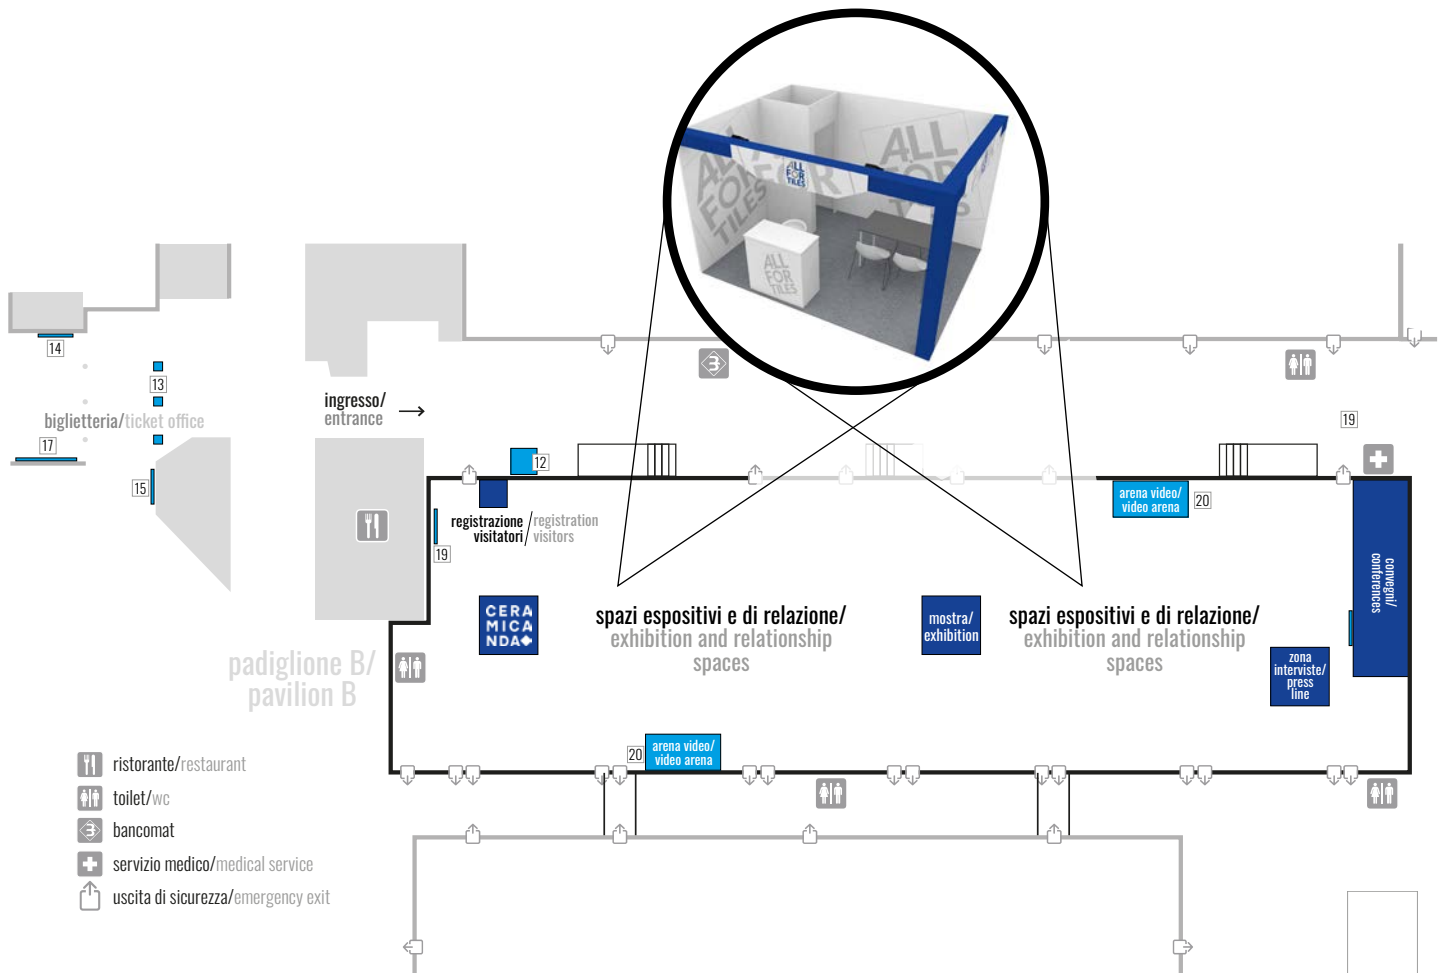 ALL
FOR
TILES
ALL
FOR
TILES
ALL
FOR
TILES
ALL
FOR
TILES
14
13
biglietteria/ticket office
17
15
ingresso/
entrance
12
19
registrazione
visitatori/
registration
visitors
19
arena video/
video arena
20
convegni/
conferences
CERA
MICA
NDA
spazi espositivi e di relazione/
exhibition and relationship
spaces
mostra/
exhibition
spazi espositivi e di relazione/
exhibition and relationship
spaces
zona
interviste/
press
line
padiglione B/
pavilion B
20
arena video/
video arena
ristorante/restaurant
toilet/wc
bancomat
servizio medico/medical service
uscita di sicurezza/emergency exit